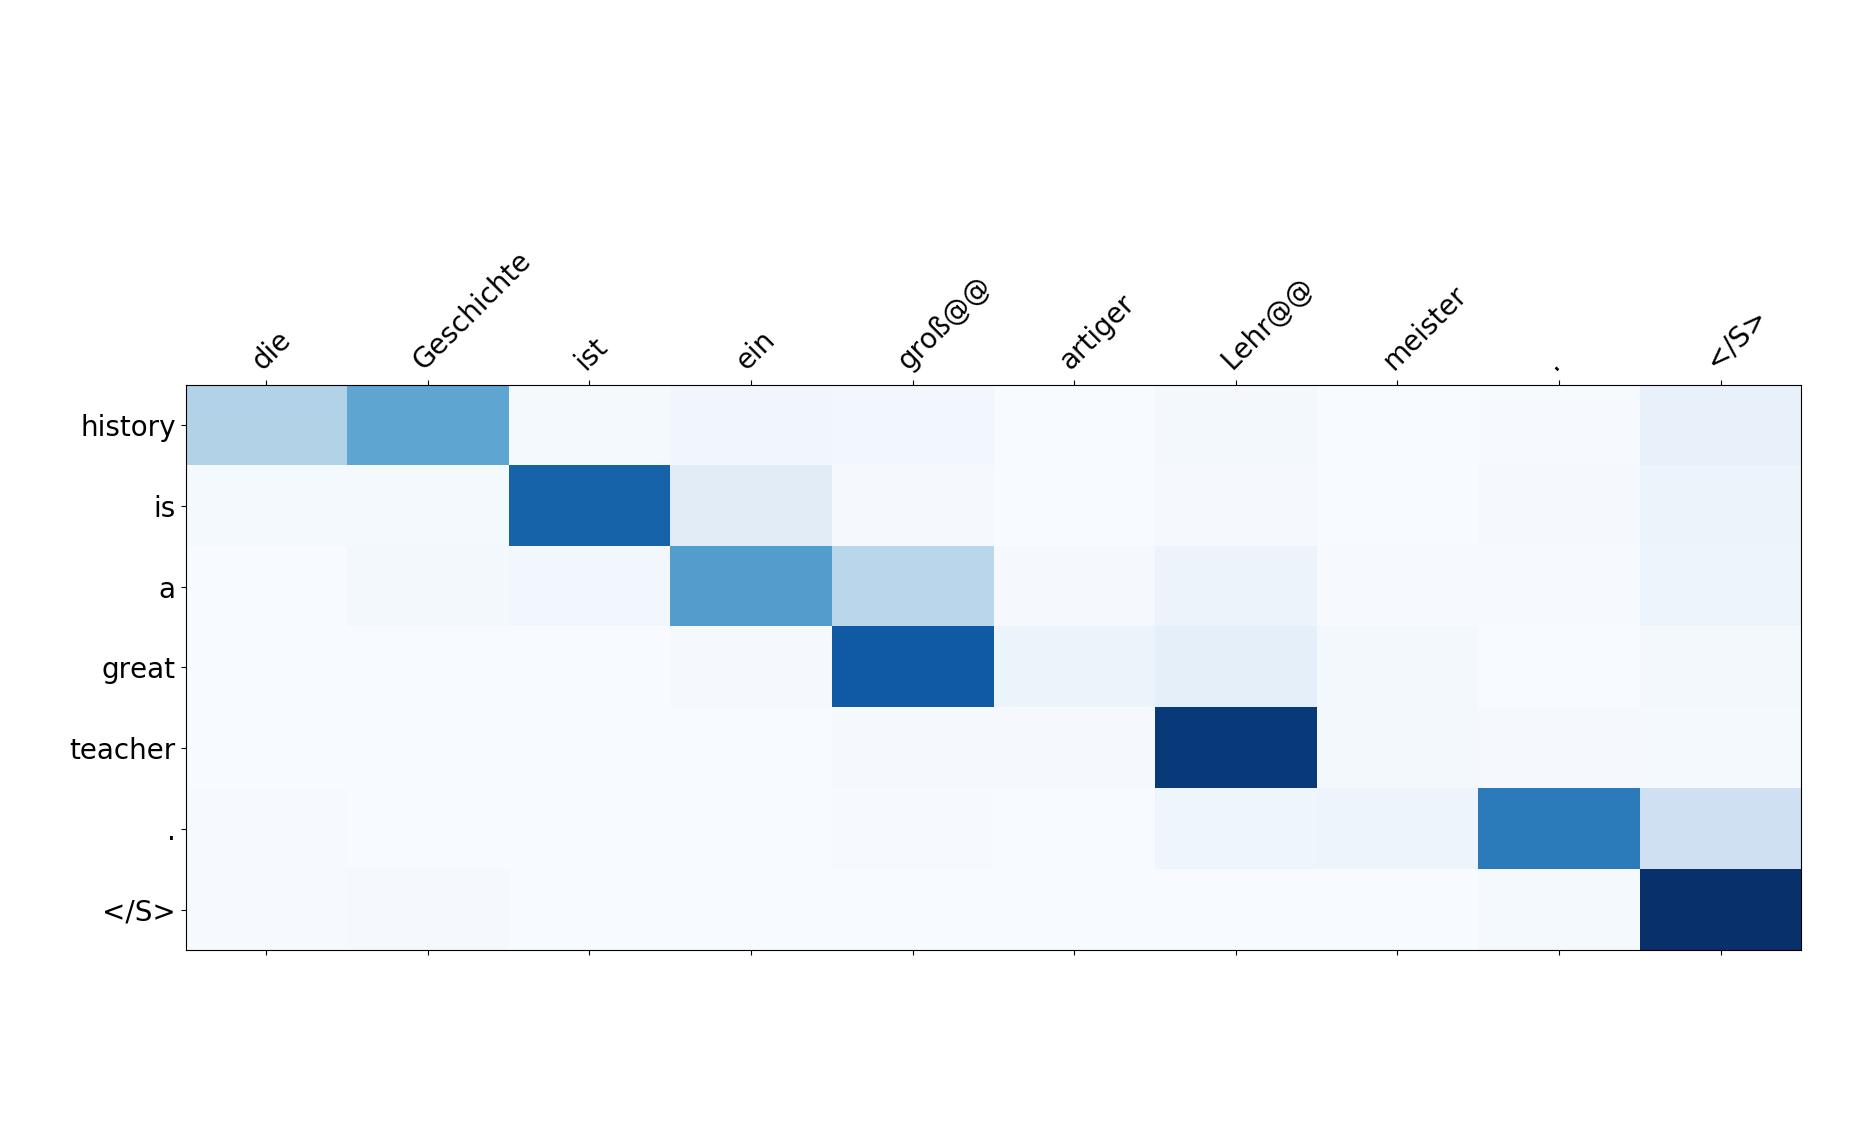 die Geschichte ist ein groß@@ artiger Lehr@@ meister . </S>
history
is
a
great
teacher
.
</S>